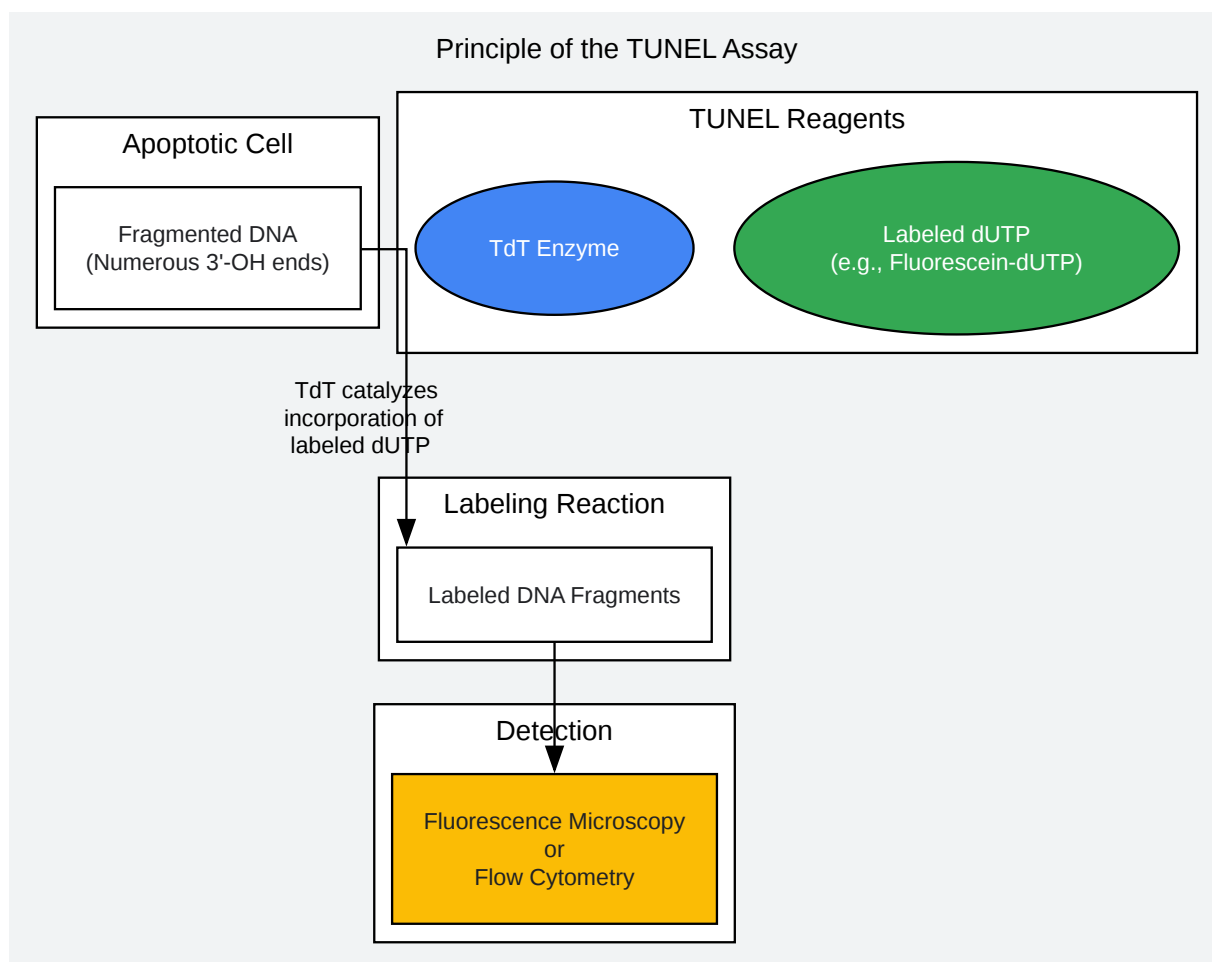 Principle of the TUNEL Assay
Apoptotic Cell
Fragmented DNA
(Numerous 3'-OH ends)
TUNEL Reagents
TdT Enzyme
Labeled dUTP
(e.g., Fluorescein-dUTP)
TdT catalyzes
incorporation of
labeled dUTP
Labeling Reaction
Labeled DNA Fragments
Detection
Fluorescence Microscopy
or
Flow Cytometry